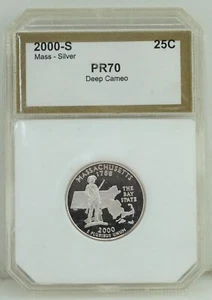 2000-S 25C
Mass - Silver
PR70
Deep Cameo
MASSACHUSETTS
1788
THE BAY
STATE
2000
E PLURIBUS UNUM